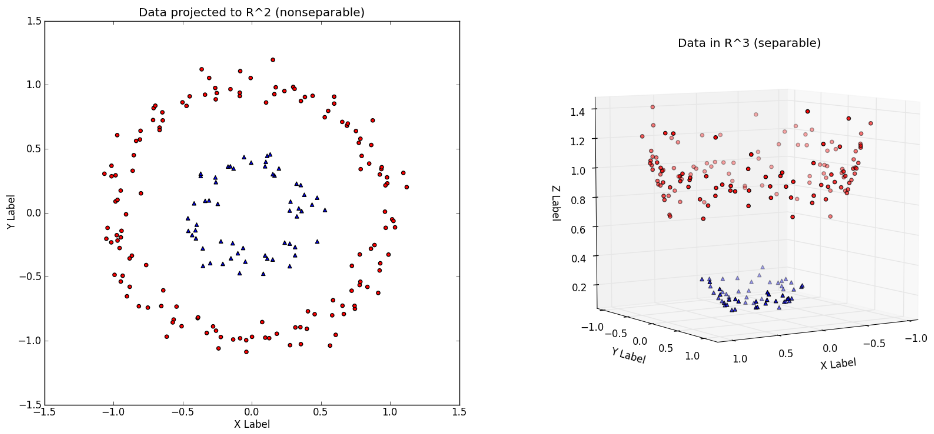 Data projected to R^2 (nonseparable)
1.5
1.0
0.5
0.0
−0.5
−1.0
−1.5
Y Label
−1.5 −1.0 −0.5 0.0 0.5 1.0 1.5
X Label
Data in R^3 (separable)
1.4
1.2
1.0
0.8
0.6
0.4
0.2
Z Label
−1.0 −0.5 0.0 0.5 1.0
Y Label
1.0 0.5 0.0 −0.5 −1.0
X Label